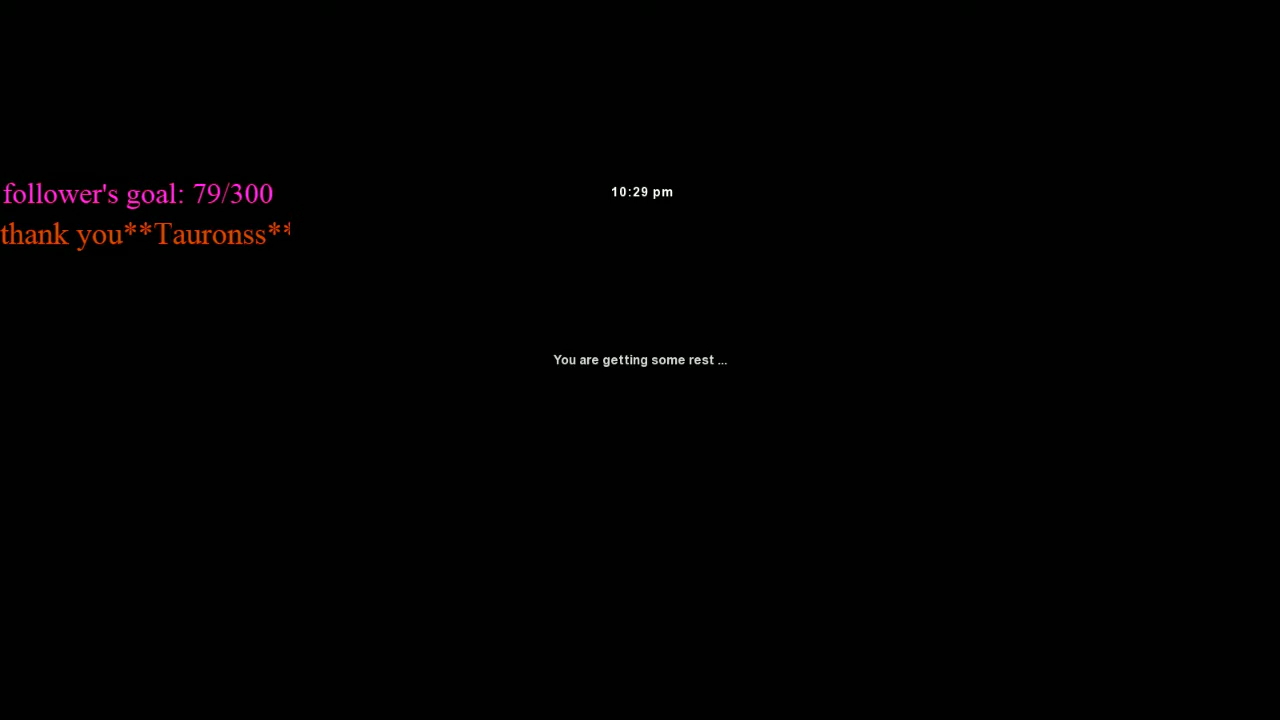 follower's goal: 79/300
10:29 pm
thank you**Tauronss**
You are getting some rest ...